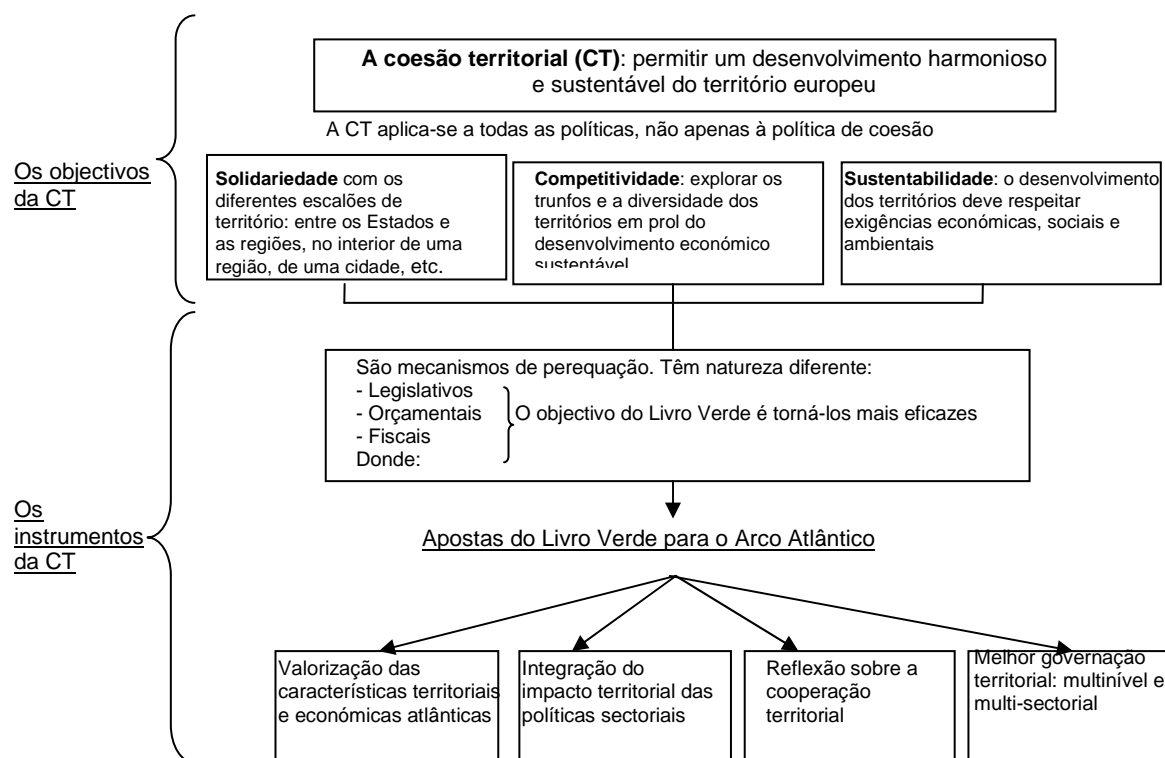 A coesão territorial (CT): permitir um desenvolvimento harmonioso
e sustentável do território europeu
A CT aplica-se a todas as políticas, não apenas à política de coesão
Os objectivos
da CT
Solidariedade com os
diferentes escalões de
território: entre os Estados e
as regiões, no interior de uma
região, de uma cidade, etc.
Competitividade: explorar os
trunfos e a diversidade dos
territórios em prol do
desenvolvimento económico
sustentável
Sustentabilidade: o desenvolvimento
dos territórios deve respeitar
exigências económicas, sociais e
ambientais
São mecanismos de perequação. Têm natureza diferente:
- Legislativos
- Orçamentais
- Fiscais
Donde:
O objectivo do Livro Verde é torná-los mais eficazes
Os
instrumentos
da CT
Apostas do Livro Verde para o Arco Atlântico
Valorização das
características territoriais
e económicas atlânticas
Integração do
impacto territorial das
políticas sectoriais
Reflexão sobre a
cooperação
territorial
Melhor governação
territorial: multinível e
multi-sectorial